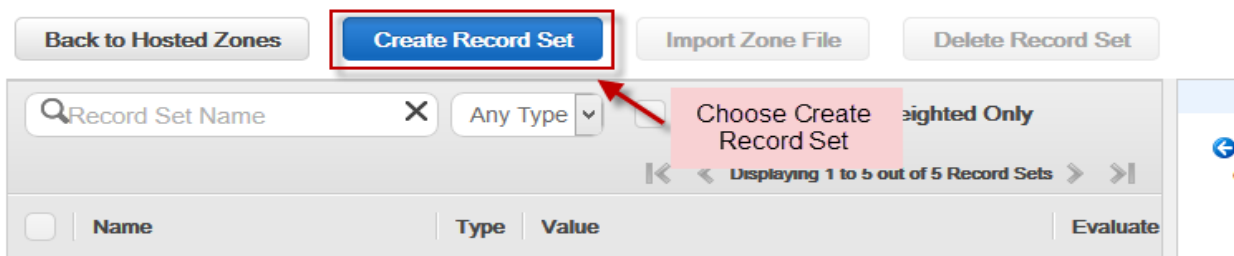 Back to Hosted Zones Create Record Set Import Zone File Delete Record Set
Record Set Name Any Type Choose Create Record Set eighted Only
Displaying 1 to 5 out of 5 Record Sets
Name Type Value Evaluate